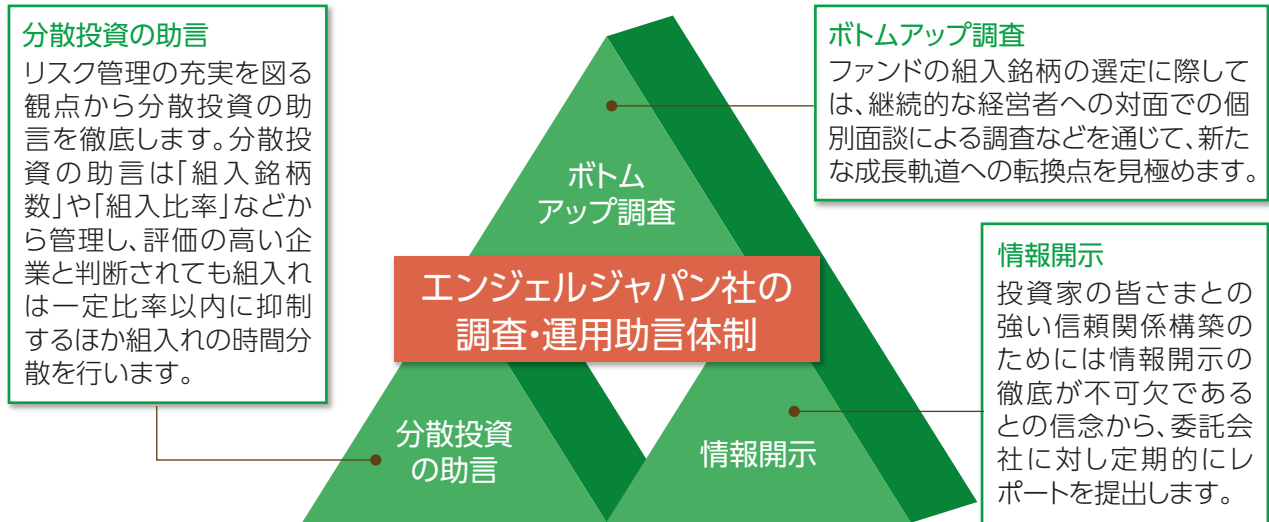 分散投資の助言
リスク管理の充実を図る
観点から分散投資の助
言を徹底します。分散投
資の助言は「組入銘柄
数」や「組入比率」などか
ら管理し、評価の高い企
業と判断されても組入れ
は一定比率以内に抑制
するほか組入れの時間分
散を行います。
ボトムアップ調査
ファンドの組入銘柄の選定に際して
は、継続的な経営者への対面での個
別面談による調査などを通じて、新た
な成長軌道への転換点を見極めます。
ボトム
アップ調査
エンジェルジャパン社の
調査・運用助言体制
情報開示
投資家の皆さまとの
強い信頼関係構築の
ためには情報開示の
徹底が不可欠である
との信念から、委託会
社に対し定期的にレ
ポートを提出します。
分散投資
の助言
情報開示